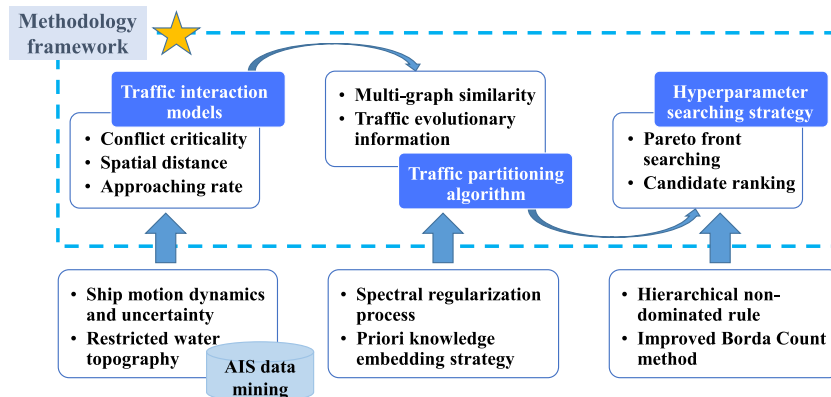 Methodology
framework
Traffic interaction
models
• Conflict criticality
• Spatial distance
• Approaching rate
• Multi-graph similarity
• Traffic evolutionary
information
Traffic partitioning
algorithm
Hyperparameter
searching strategy
• Pareto front
searching
• Candidate ranking
• Ship motion dynamics
and uncertainty
• Restricted water
topography
AIS data
mining
• Spectral regularization
process
• Priori knowledge
embedding strategy
• Hierarchical non-
dominated rule
• Improved Borda Count
method